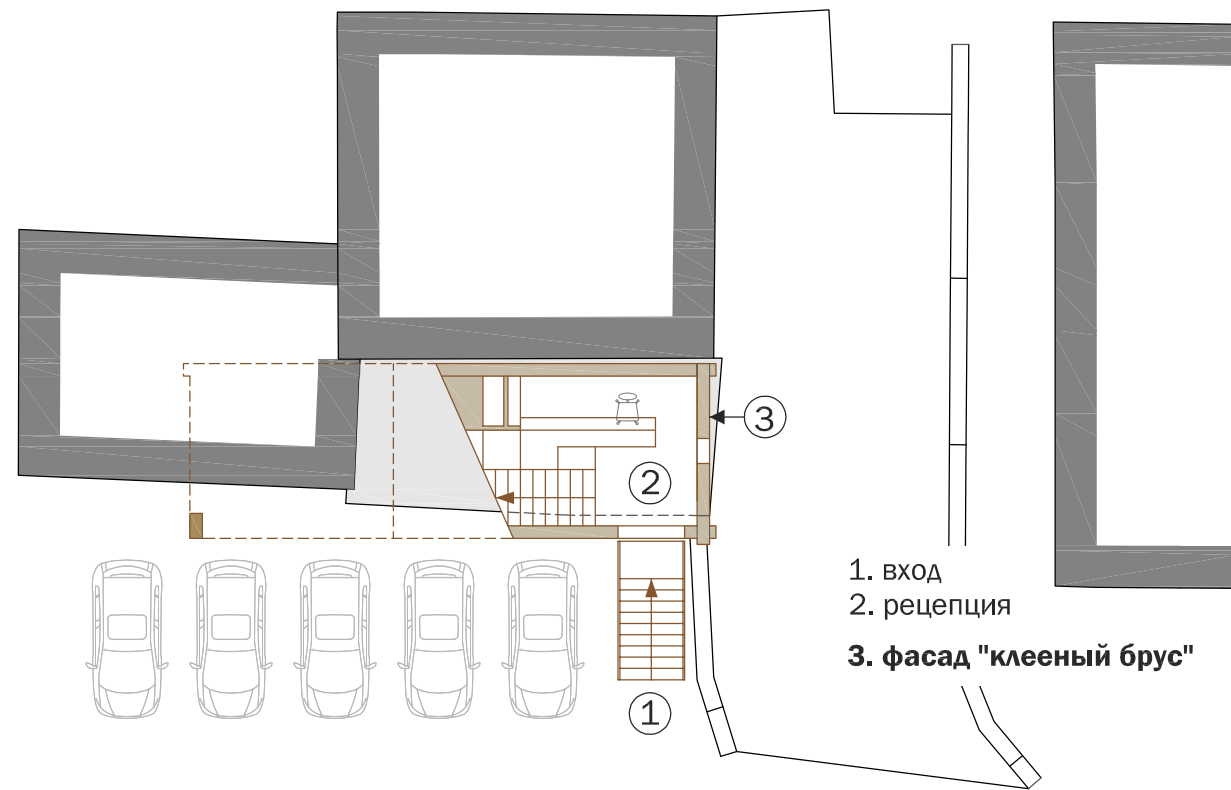 3
2
1. вход
2. рецепция
3. фасад "клееный брус"
1